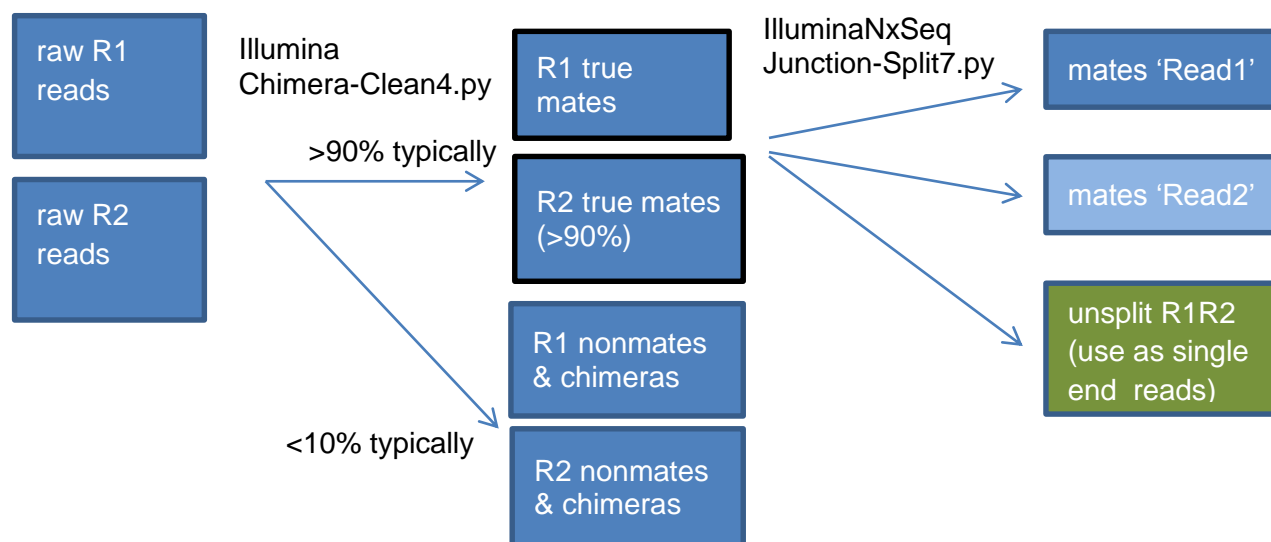 raw R1
reads
raw R2
reads
Illumina
Chimera-Clean4.py
>90% typically
<10% typically
R1 true
mates
R2 true mates
(>90%)
R1 nonmates
& chimeras
R2 nonmates
& chimeras
IlluminaNxSeq
Junction-Split7.py
mates ‘Read1’
mates ‘Read2’
unsplit R1R2
(use as single
end reads)